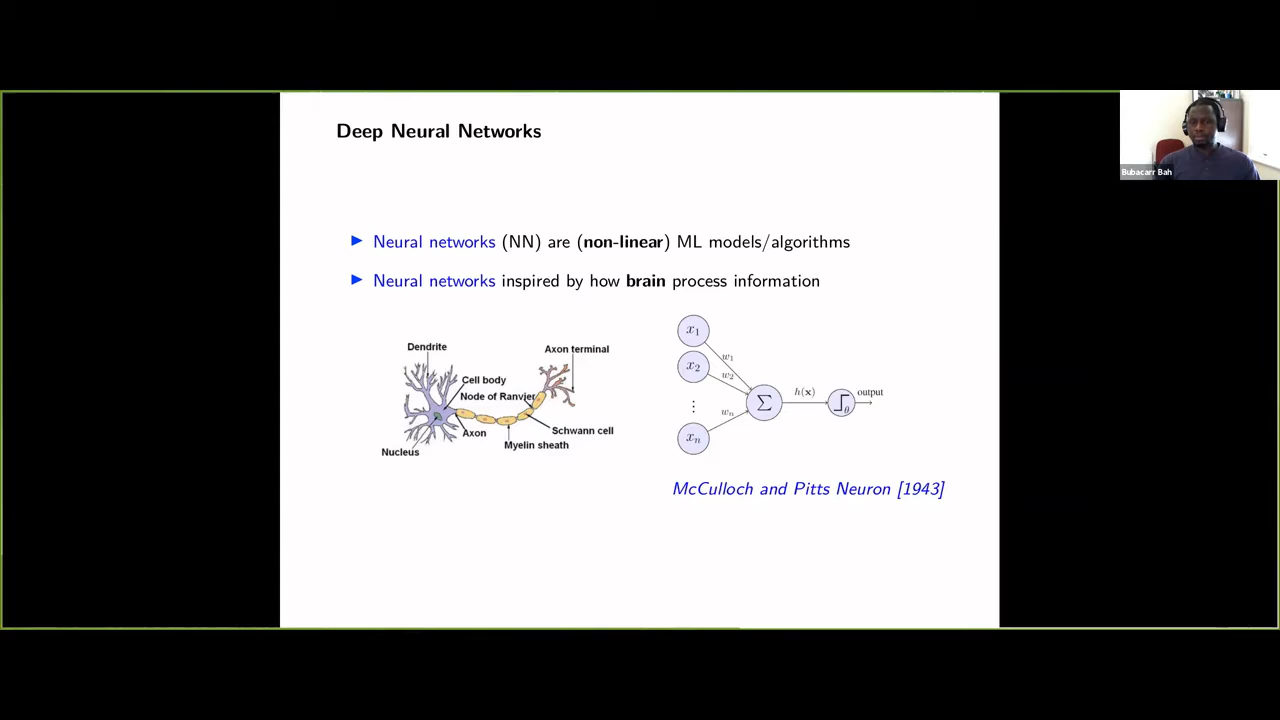 Deep Neural Networks
Bubacarr Bah
Neural networks (NN) are (non-linear) ML models/algorithms
Neural networks inspired by how brain process information
Dendrite
Axon terminal
Cell body
Node of Ranvier
Axon
Schwann cell
Myelin sheath
Nucleus
x₁
x₂
⋮
xₙ
w₁
w₂
wₙ
∑
h(x)
θ
output
McCulloch and Pitts Neuron [1943]